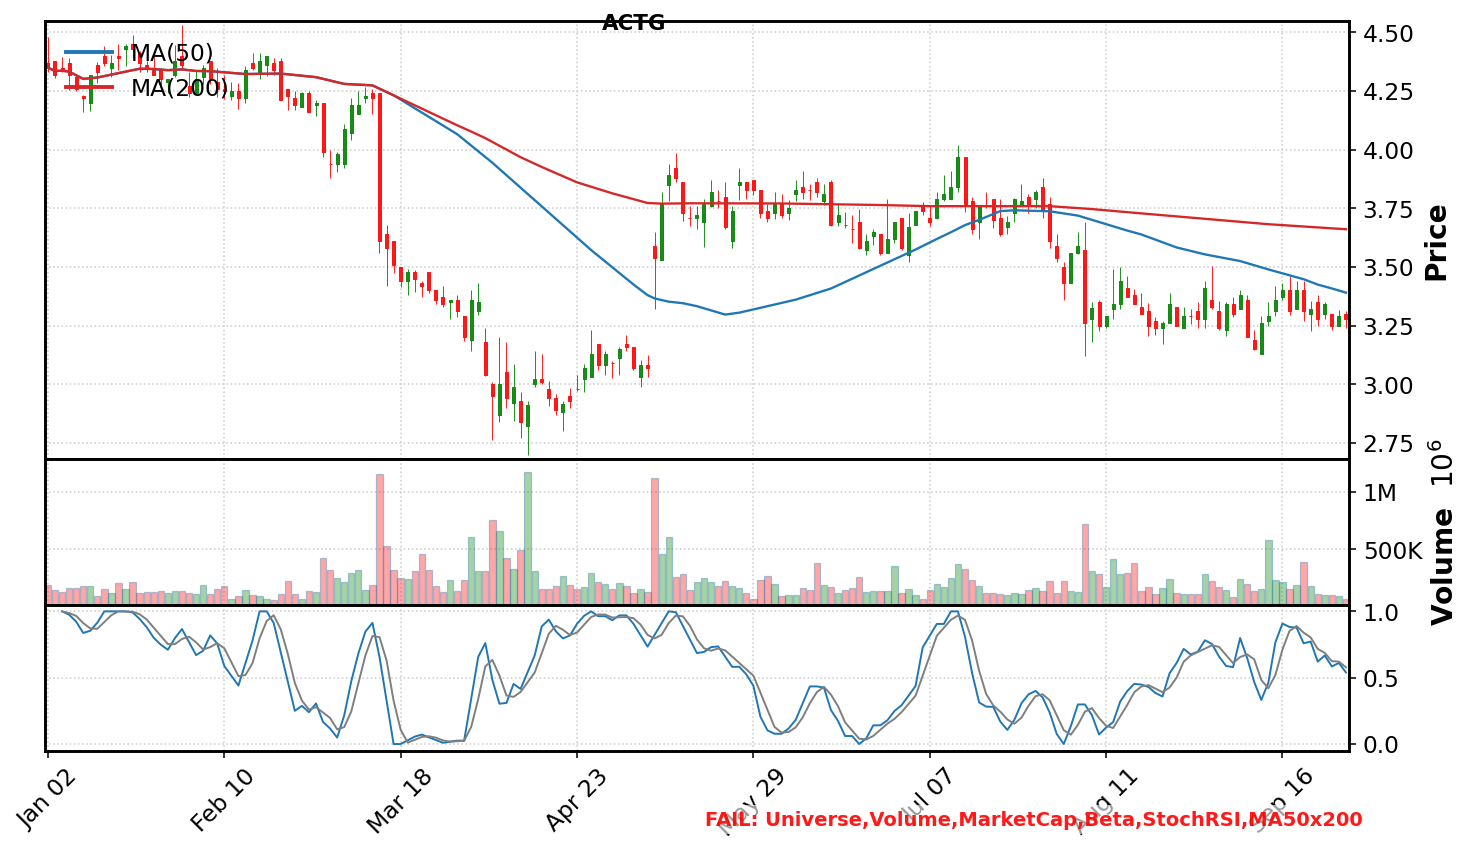 ACTG
MA(50)
MA(200)
4.50
4.25
4.00
3.75
3.50
3.25
3.00
2.75
Price
1M
500K
Volume 10⁶
1.0
0.5
0.0
Jan 02
Feb 10
Mar 18
Apr 23
May 29
Jul 07
Aug 11
Sep 16
FAIL: Universe,Volume,MarketCap,Beta,StochRSI,MA50x200